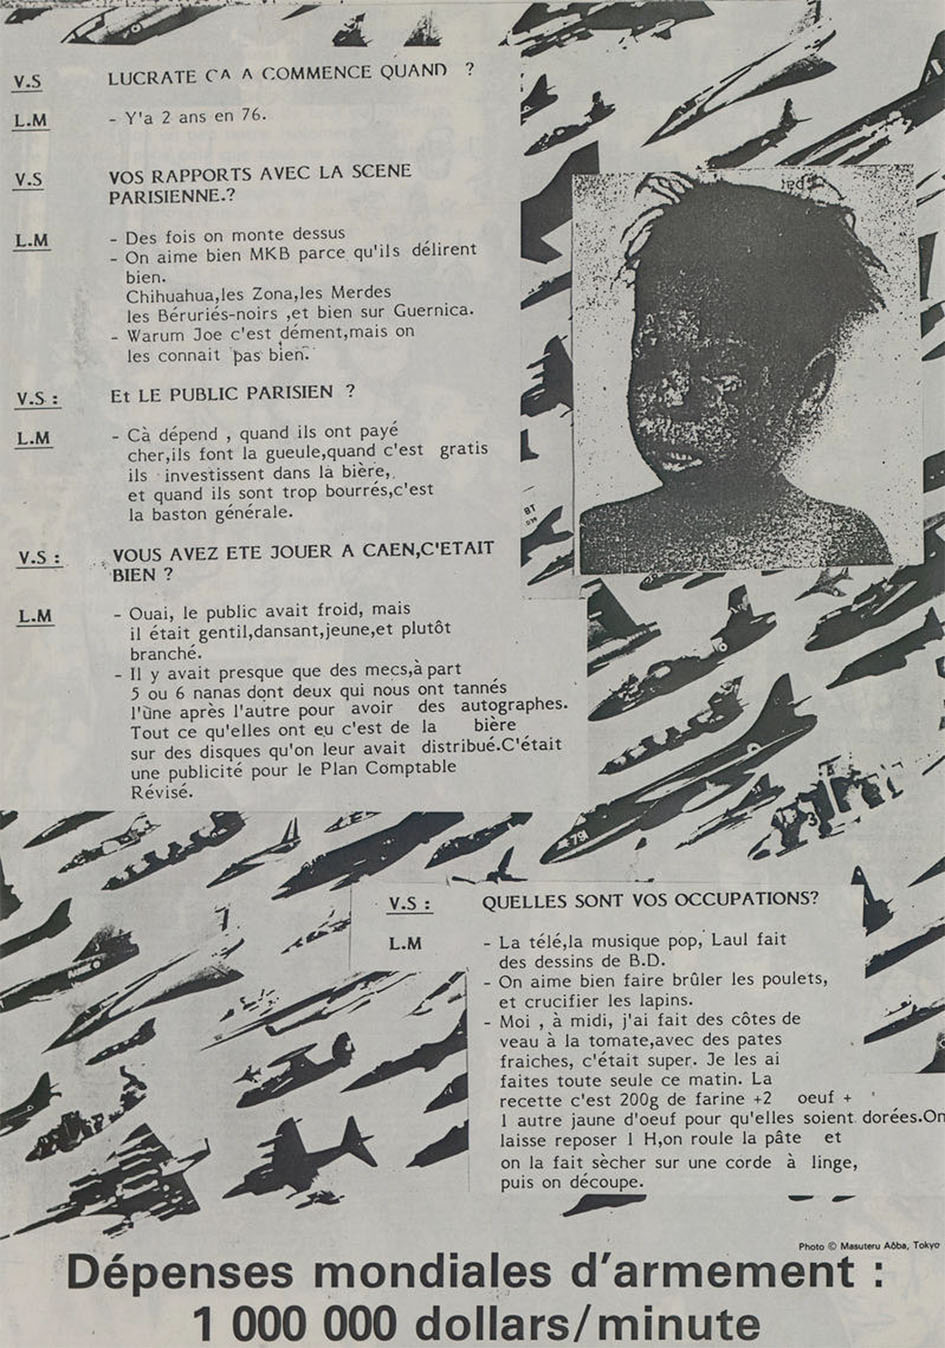 V.S LUCRATE ÇA A COMMENCE QUAND ?
L.M - Y'a 2 ans en 76.
V.S VOS RAPPORTS AVEC LA SCENE
PARISIENNE.?
L.M - Des fois on monte dessus
- On aime bien MKB parce qu'ils délirent
bien.
Chihuahua,les Zona,les Merdes
les Béruriés-noirs ,et bien sur Guernica.
- Warum Joe c'est dément,mais on
les connait pas bien.
V.S : Et LE PUBLIC PARISIEN ?
L.M - Cà dépend , quand ils ont payé
cher,ils font la gueule,quand c'est gratis
ils investissent dans la bière,
et quand ils sont trop bourrés,c'est
la baston générale.
V.S : VOUS AVEZ ETE JOUER A CAEN,C'ETAIT
BIEN ?
L.M - Ouai, le public avait froid, mais
il était gentil,dansant,jeune,et plutôt
branché.
- Il y avait presque que des mecs,à part
5 ou 6 nanas dont deux qui nous ont tannés
l'ùne après l'autre pour avoir des autographes.
Tout ce qu'elles ont eu c'est de la bière
sur des disques qu'on leur avait distribué.C'était
une publicité pour le Plan Comptable
Révisé.
791
V.S : QUELLES SONT VOS OCCUPATIONS?
L.M - La télé,la musique pop, Laul fait
des dessins de B.D.
- On aime bien faire brûler les poulets,
et crucifier les lapins.
- Moi , à midi, j'ai fait des côtes de
veau à la tomate,avec des pates
fraiches, c'était super. Je les ai
faites toute seule ce matin. La
recette c'est 200g de farine +2 oeuf +
1 autre jaune d'oeuf pour qu'elles soient dorées.On
laisse reposer 1 H,on roule la pâte et
on la fait sècher sur une corde à linge,
puis on découpe.
Photo © Masuteru Aôba, Tokyo
Dépenses mondiales d'armement :
1 000 000 dollars/minute